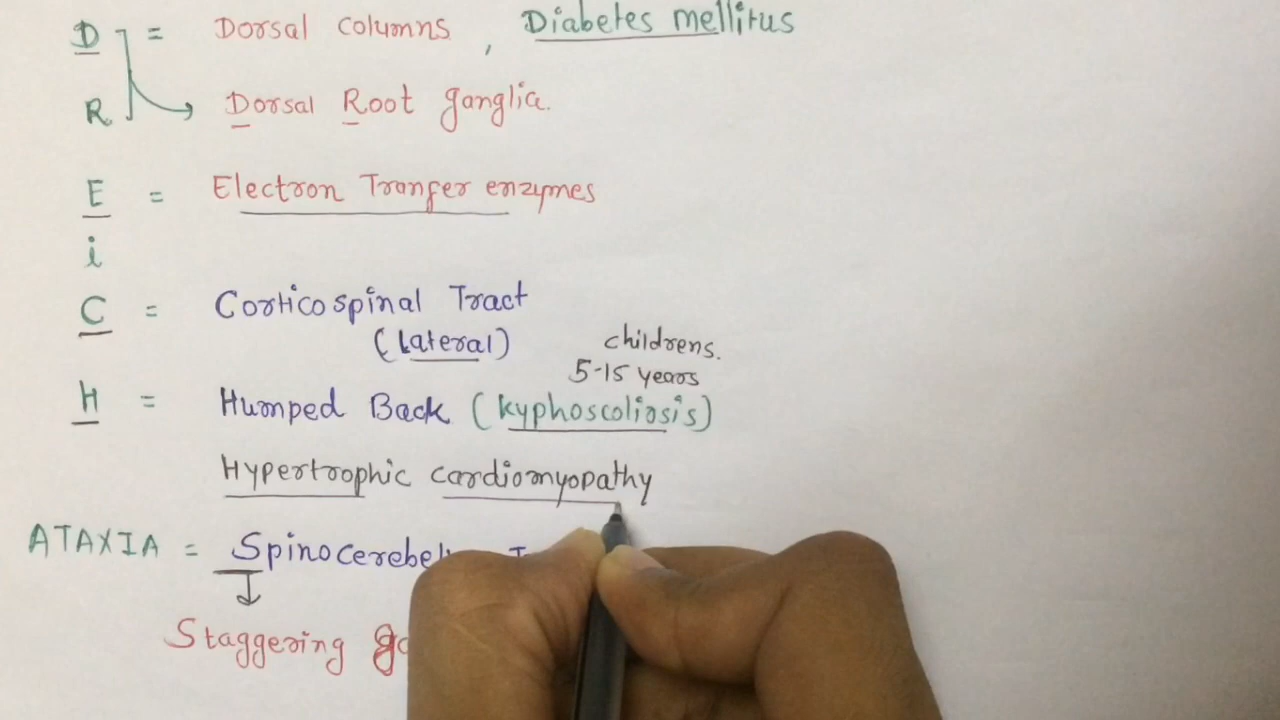 D = Dorsal columns, Diabetes mellitus
R Dorsal Root ganglia.
E = Electron Tranfer enzymes
i
C = Corticospinal Tract
(Lateral)
childrens.
5-15 years
H = Humped Back (kyphoscoliosis)
Hypertrophic cardiomyopathy
ATAXIA = 
Staggering